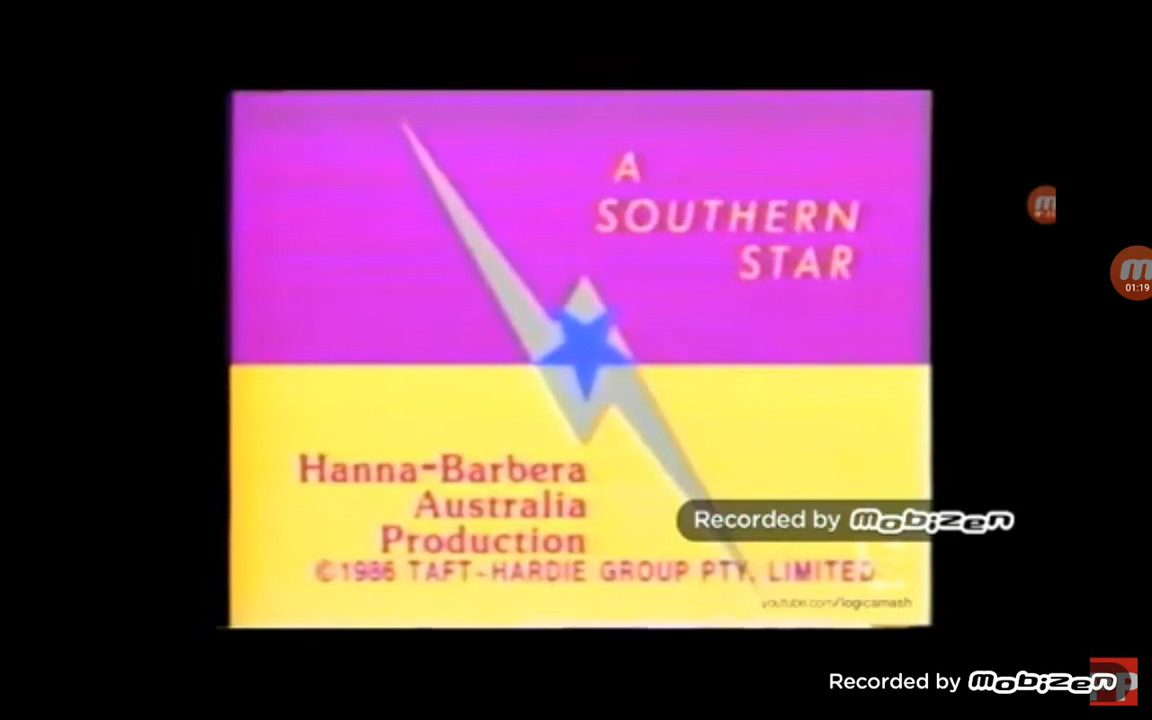 A
SOUTHERN
STAR
Hanna-Barbera
Australia
Production
©1986 TAFT-HARDIE GROUP PTY. LIMITED
Recorded by mobizen
youtube.com/logicsmash
Recorded by mobizen
01:19